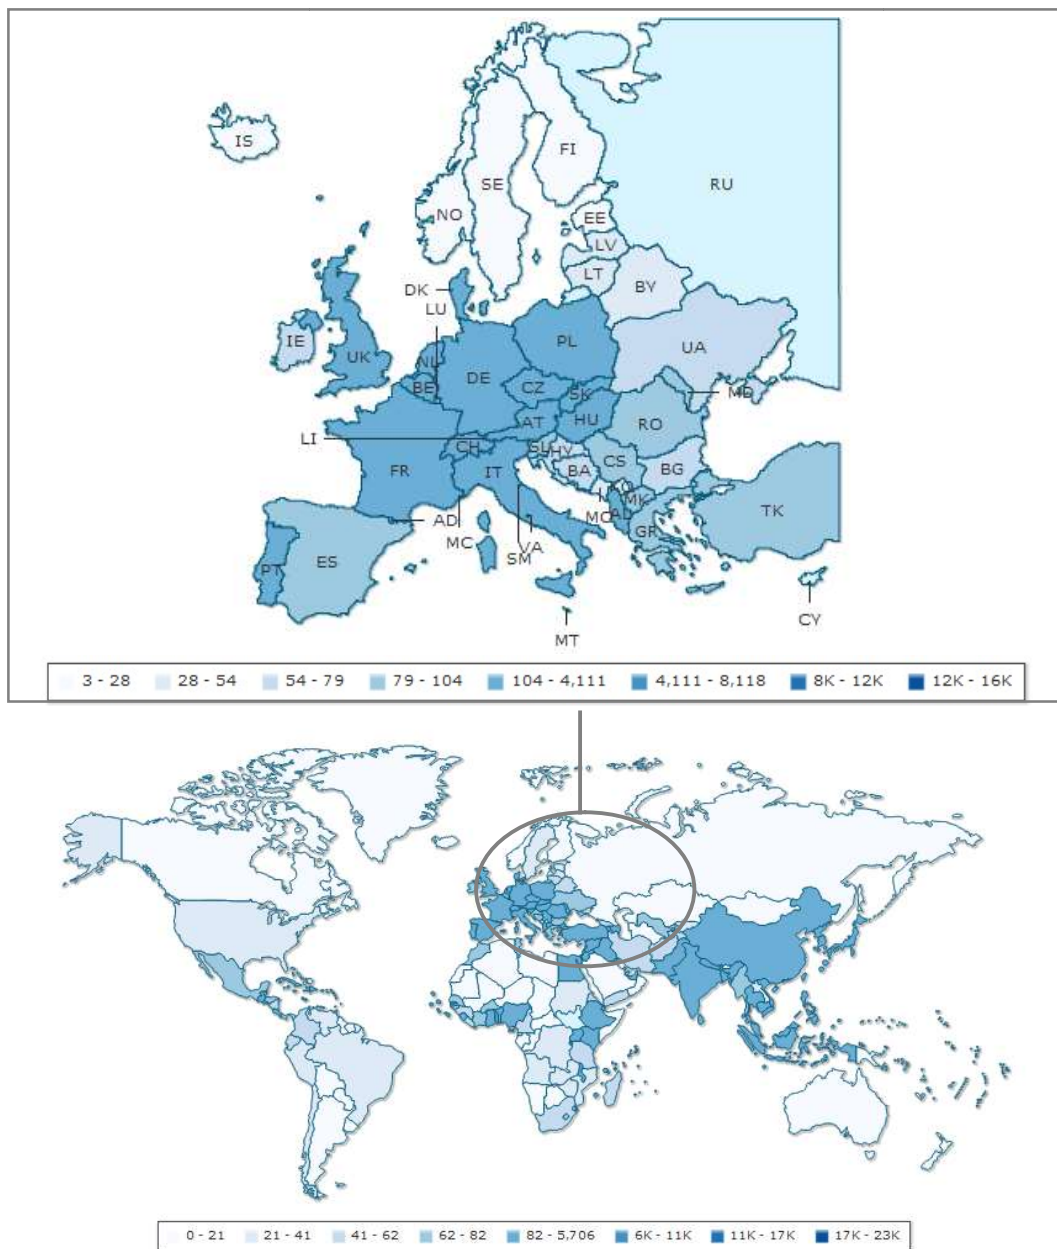 IS
FI
SE
RU
NO
EE
LV
LT
BY
DK
LU
IE
UK
NL
PL
UA
BE
DE
CZ
SK
MD
AT
HU
RO
LI
CH
HV
CS
FR
IT
BA
BG
MK
MO
AL
TK
AD
MC
VA
SM
GR
PT
ES
CY
MT
3 - 28 28 - 54 54 - 79 79 - 104 104 - 4,111 4,111 - 8,118 8K - 12K 12K - 16K
0 - 21 21 - 41 41 - 62 62 - 82 82 - 5,706 6K - 11K 11K - 17K 17K - 23K